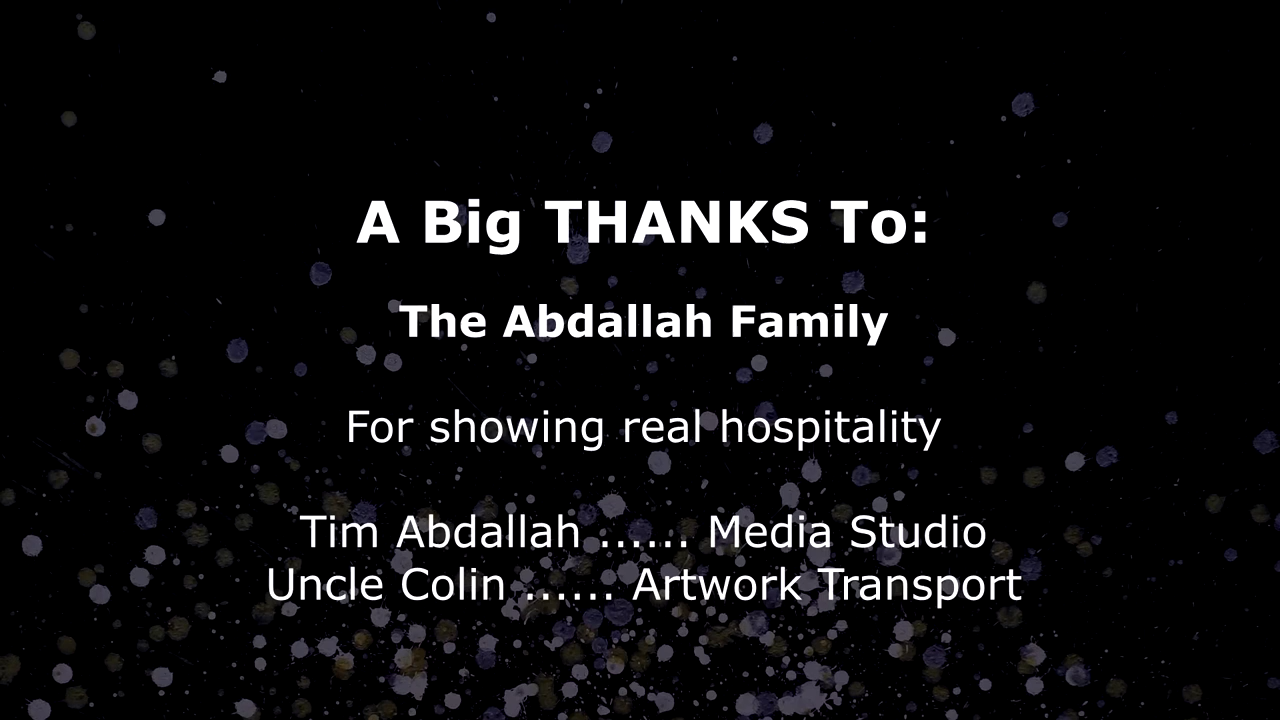 A Big THANKS To:
The Abdallah Family
For showing real hospitality
Tim Abdallah ...... Media Studio
Uncle Colin ...... Artwork Transport